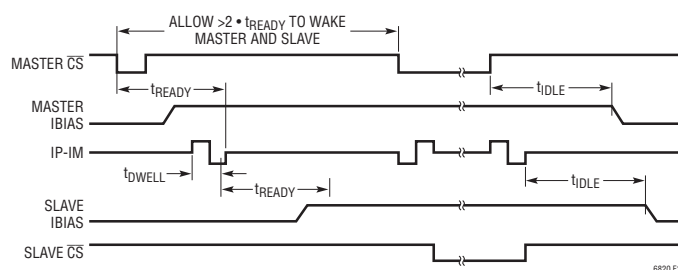 ALLOW >2 • tREADY TO WAKE
MASTER AND SLAVE
MASTER CS
tREADY
tIDLE
MASTER
IBIAS
IP-IM
tDWELL
tREADY
tIDLE
SLAVE
IBIAS
SLAVE CS